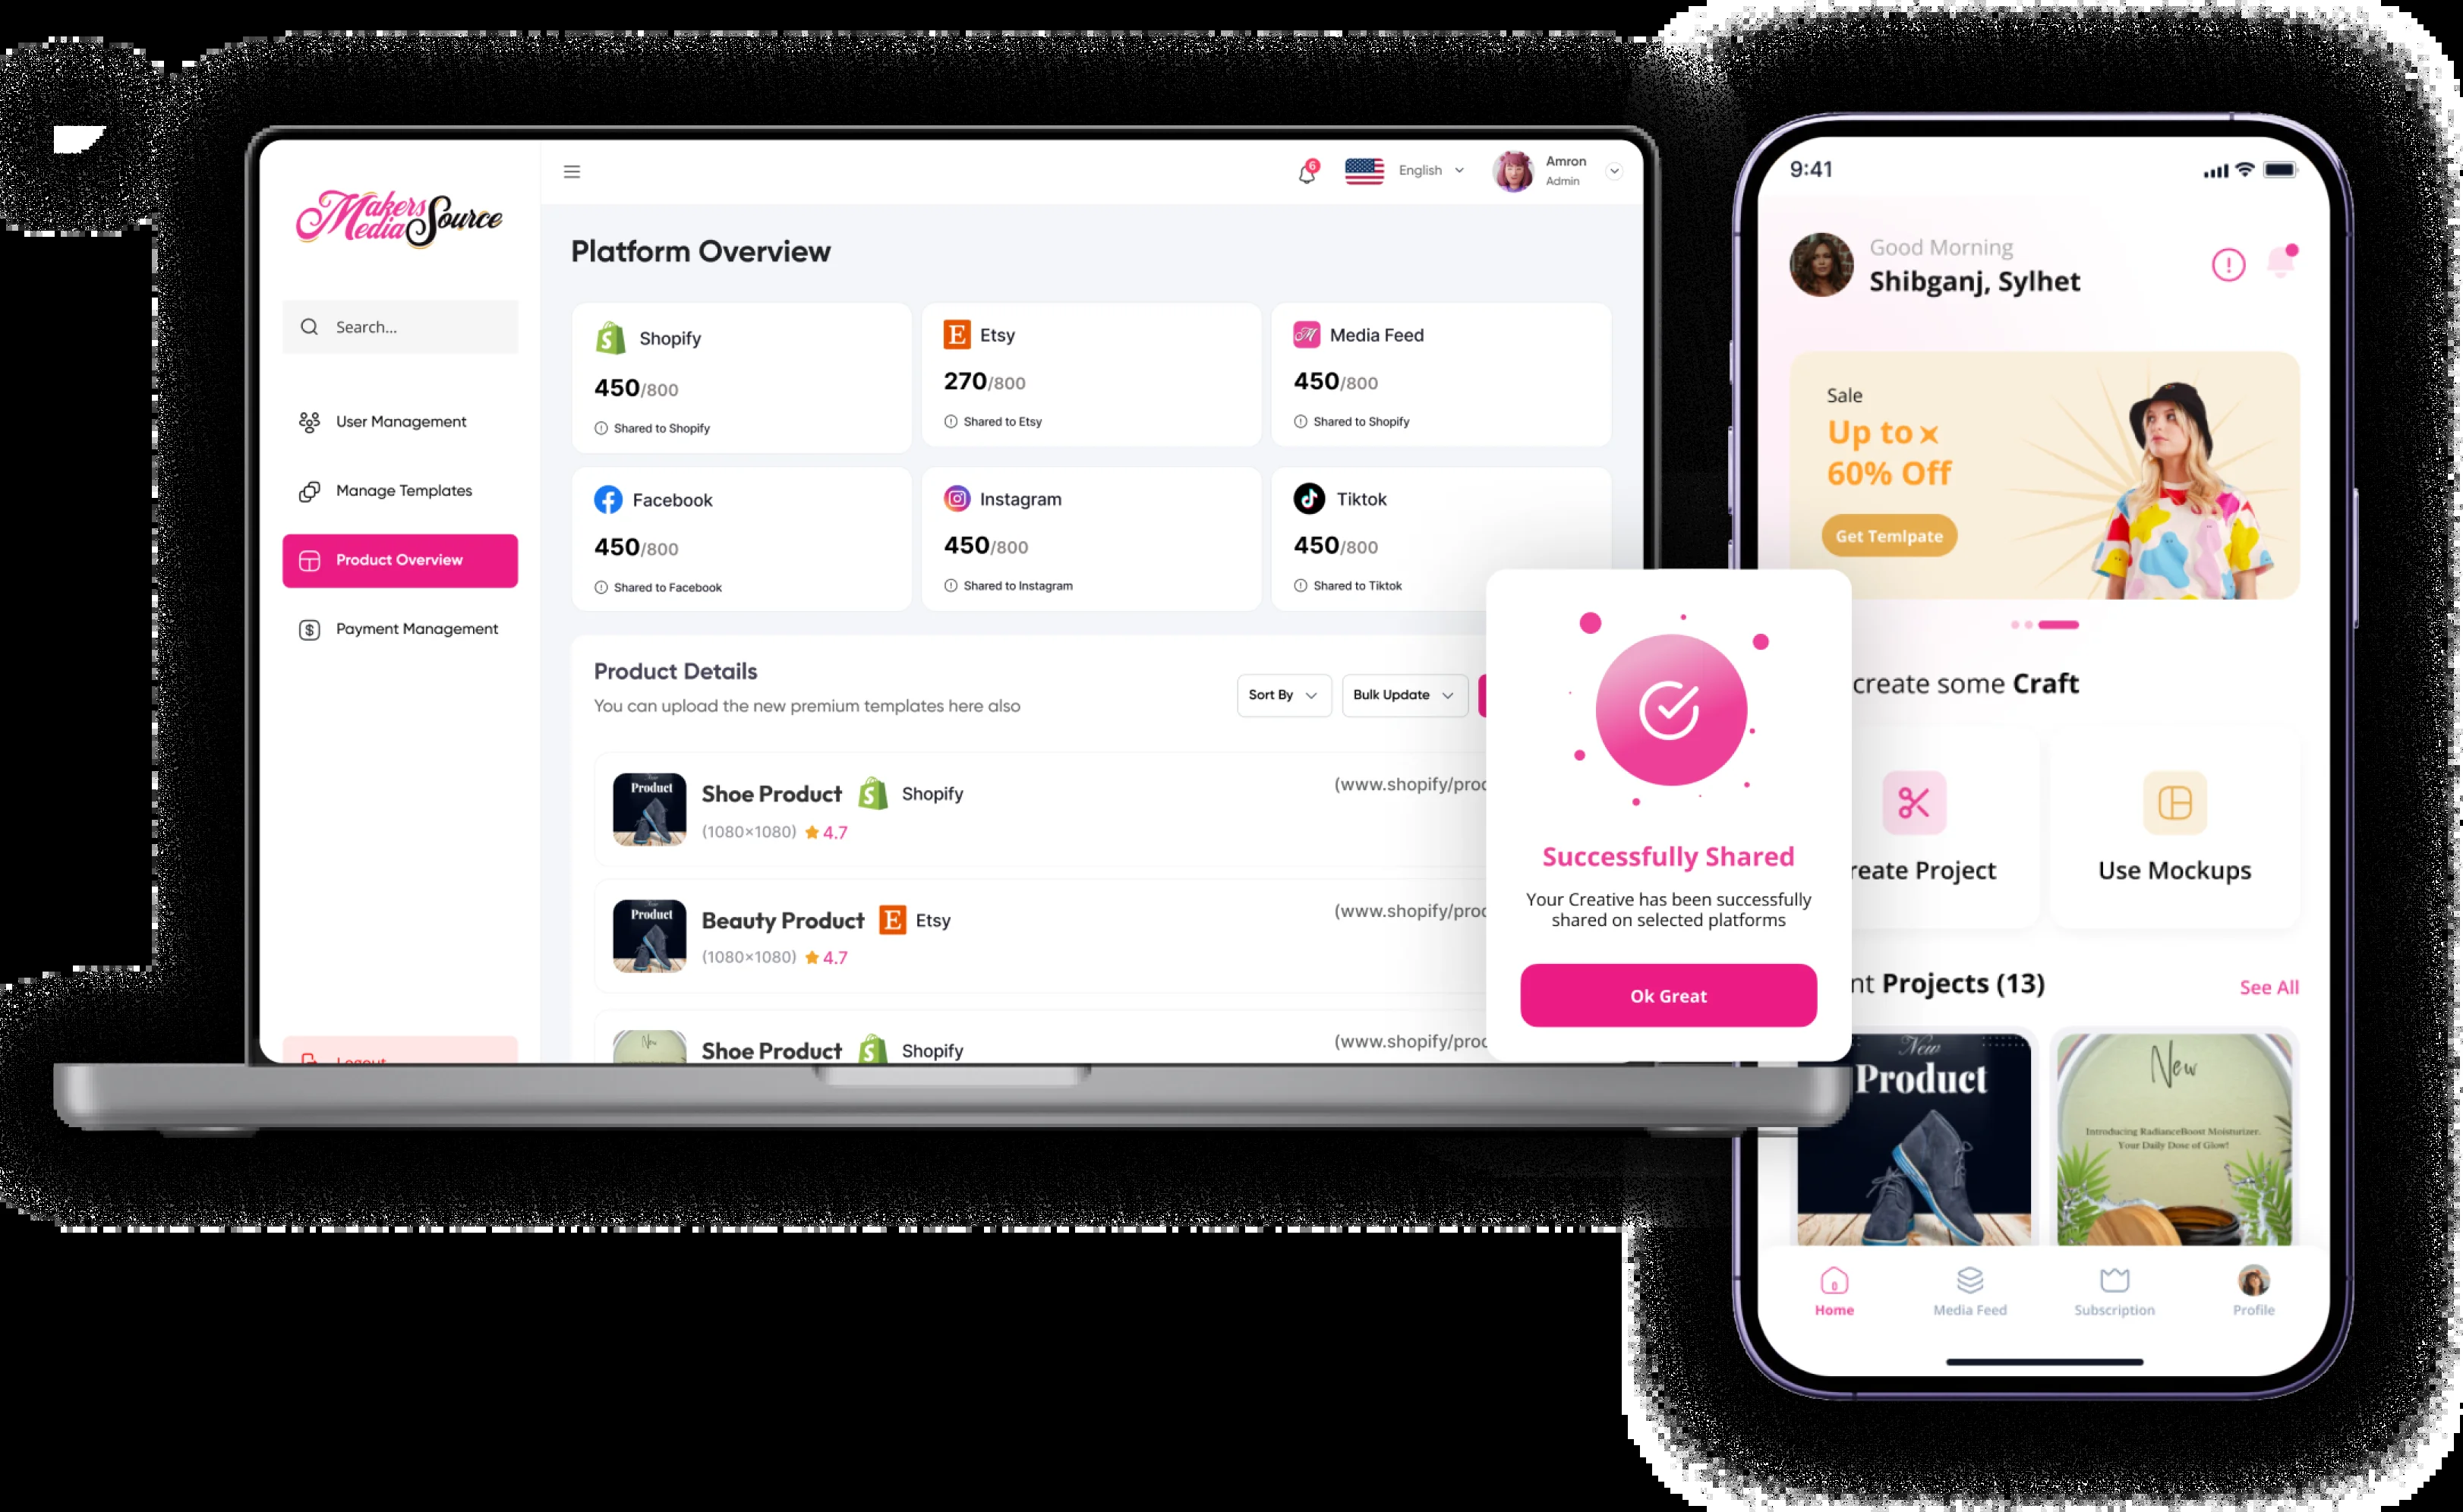 Makers
Media Source
Search...
User Management
Manage Templates
Product Overview
Payment Management
Logout
6
English
Amron
Admin
Platform Overview
Shopify
450/800
Shared to Shopify
Etsy
270/800
Shared to Etsy
Media Feed
450/800
Shared to Shopify
Facebook
450/800
Shared to Facebook
Instagram
450/800
Shared to Instagram
Tiktok
450/800
Shared to Tiktok
Product Details
You can upload the new premium templates here also
Sort By
Bulk Update
Product
Shoe Product Shopify
(1080×1080) 4.7
(www.shopify/proc
Product
Beauty Product E Etsy
(1080×1080) 4.7
(www.shopify/proc
New
Shoe Product Shopify
(www.shopify/proc
Successfully Shared
Your Creative has been successfully
shared on selected platforms
Ok Great
9:41
Good Morning
Shibganj, Sylhet
Sale
Up to
60% Off
Get Temlpate
create some Craft
reate Project
Use Mockups
nt Projects (13)
See All
New
Product
New
Introducing RadianceBoost Moisturizer.
Your Daily Dose of Glow!
Home
Media Feed
Subscription
Profile